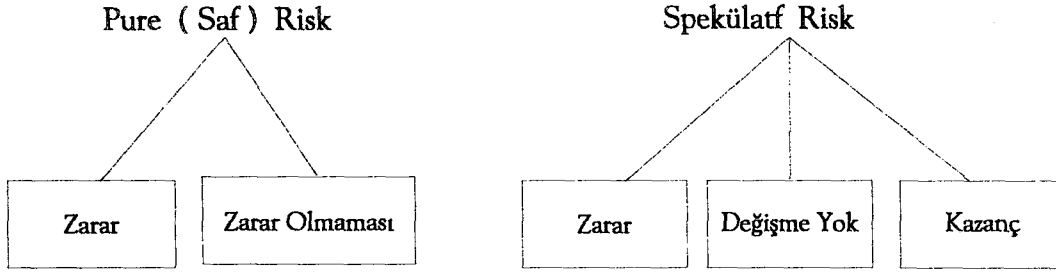 Pure ( Saf ) Risk
Spekülatf Risk
Zarar
Zarar Olmaması
Zarar
Değişme Yok
Kazanç